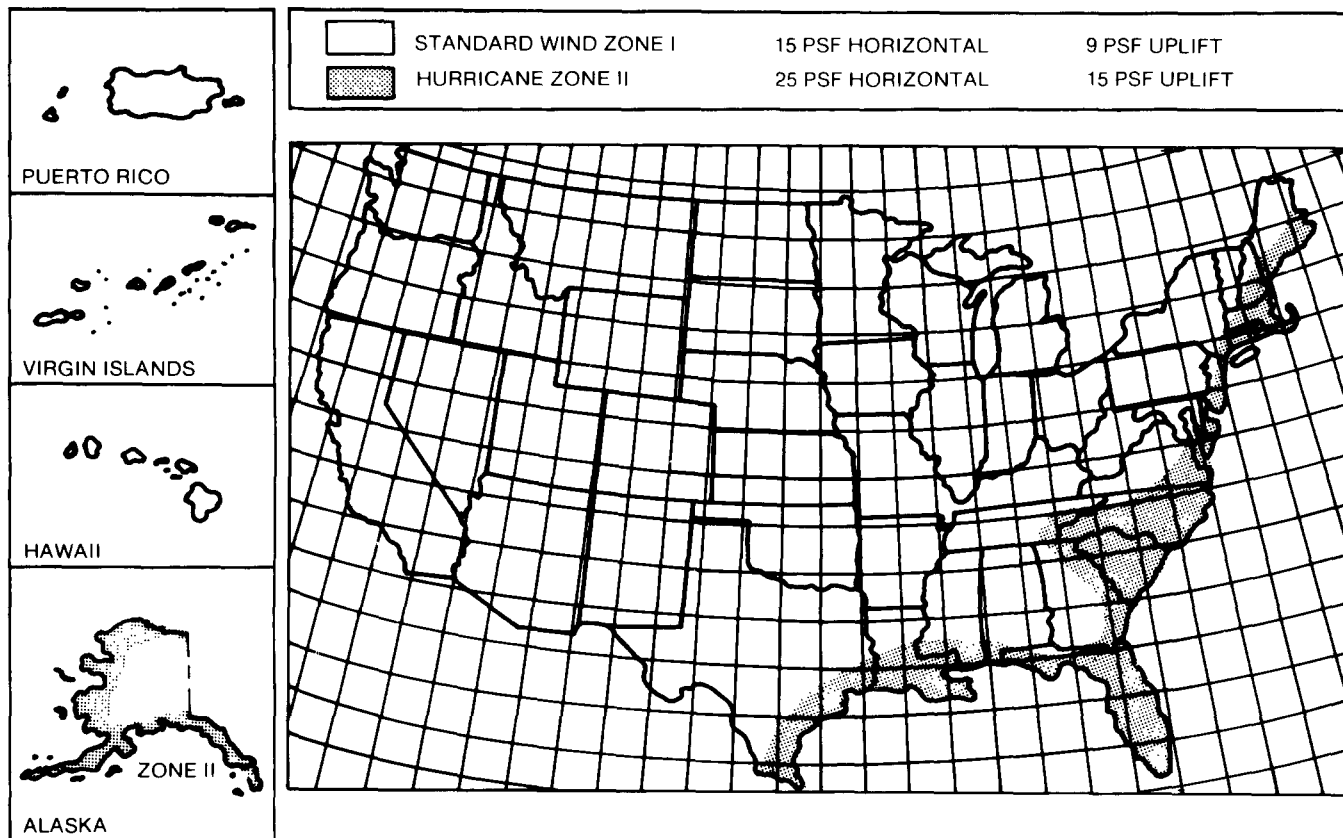 STANDARD WIND ZONE I 15 PSF HORIZONTAL 9 PSF UPLIFT
HURRICANE ZONE II 25 PSF HORIZONTAL 15 PSF UPLIFT
PUERTO RICO
VIRGIN ISLANDS
HAWAII
ZONE II
ALASKA